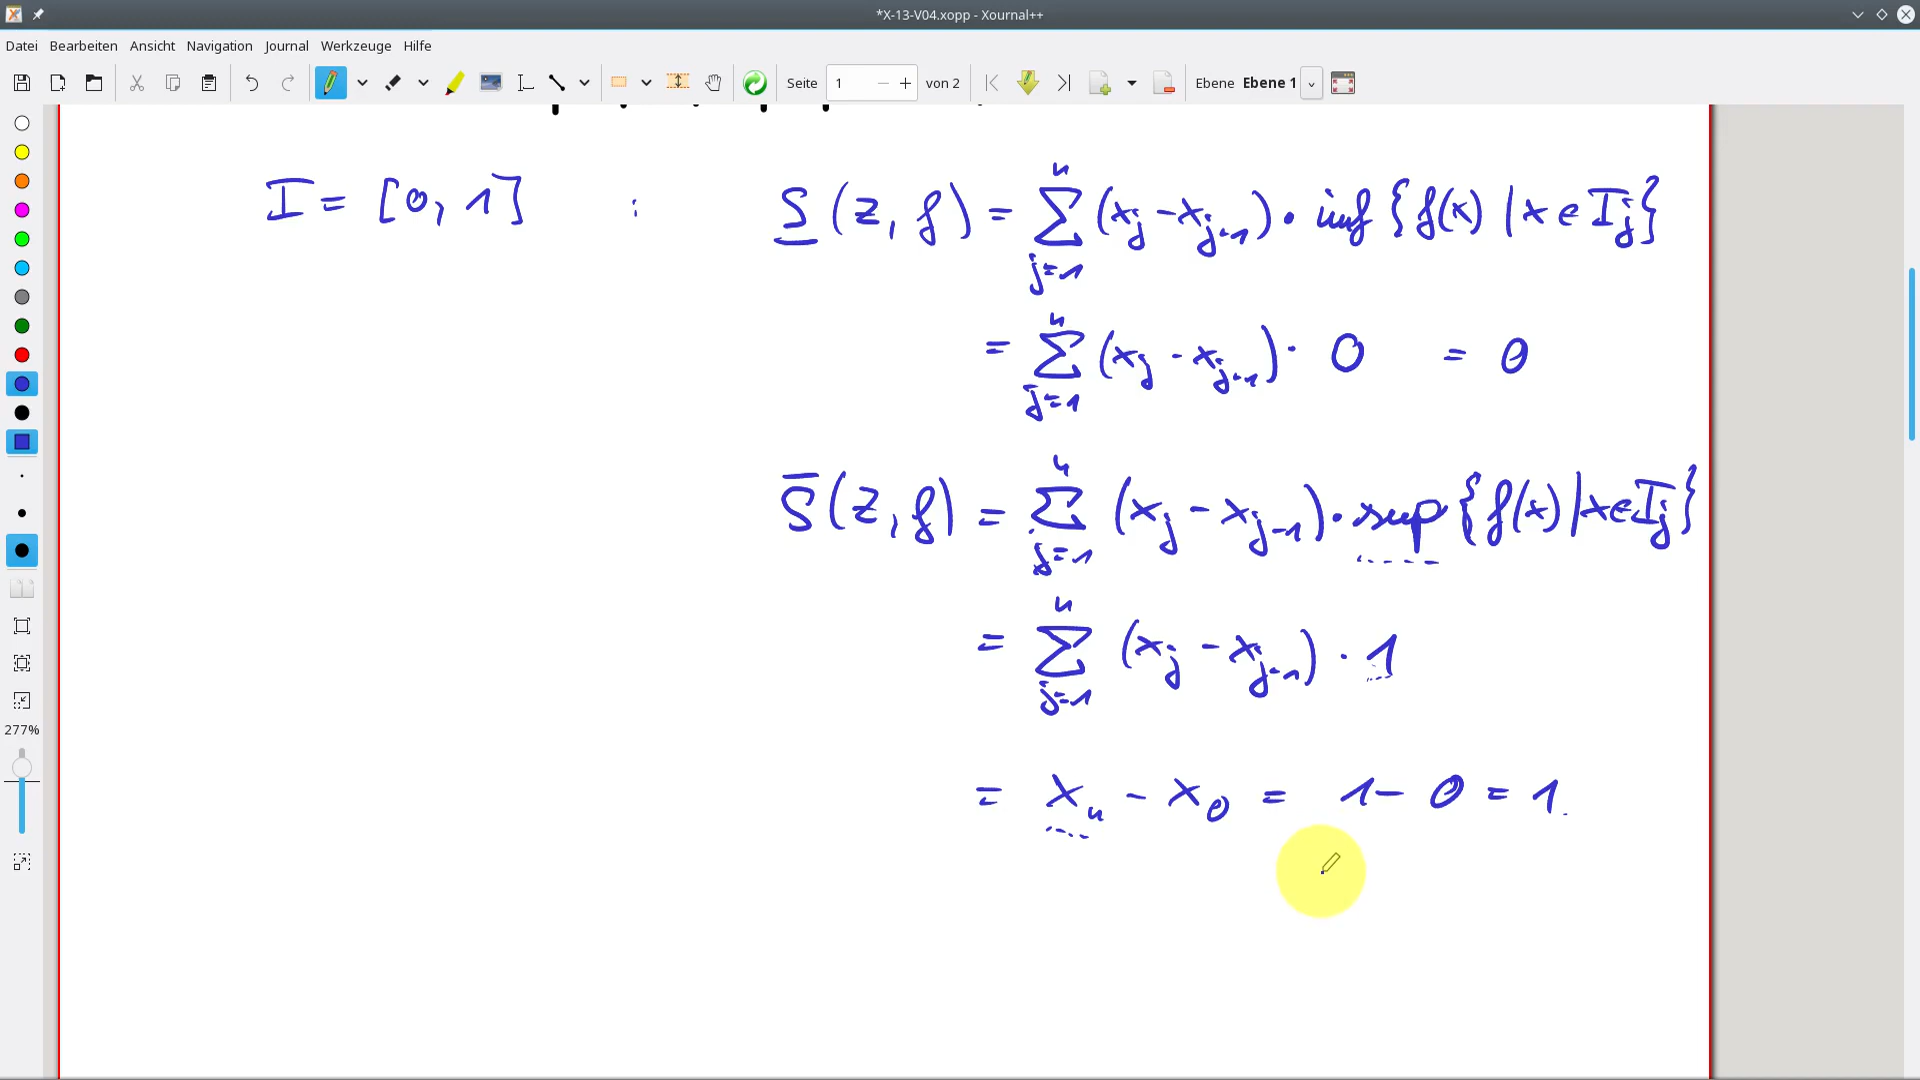 *X-13-V04.xopp - Xournal++
Datei Bearbeiten Ansicht Navigation Journal Werkzeuge Hilfe
Seite 1 von 2 Ebene Ebene 1
I = [0, 1] : S̲(Z, f) = ∑_{j=1}^{n} (x_j - x_{j-1}) · inf {f(x) | x ∈ I_j}
= ∑_{j=1}^{n} (x_j - x_{j-1}) · 0 = 0
S̅(Z, f) = ∑_{j=1}^{n} (x_j - x_{j-1}) · sup {f(x) | x ∈ I_j}
= ∑_{j=1}^{n} (x_j - x_{j-1}) · 1
= x_n - x_0 = 1 - 0 = 1.
277%